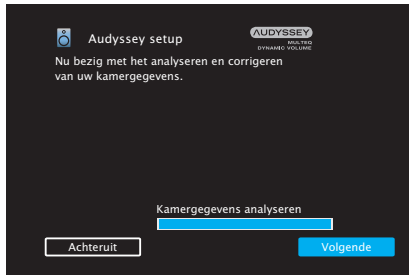 Audyssey setup
AUDYSSEY
MULTEQ
DYNAMIC VOLUME
Nu bezig met het analyseren en corrigeren
van uw kamergegevens.
Kamergegevens analyseren
Achteruit
Volgende